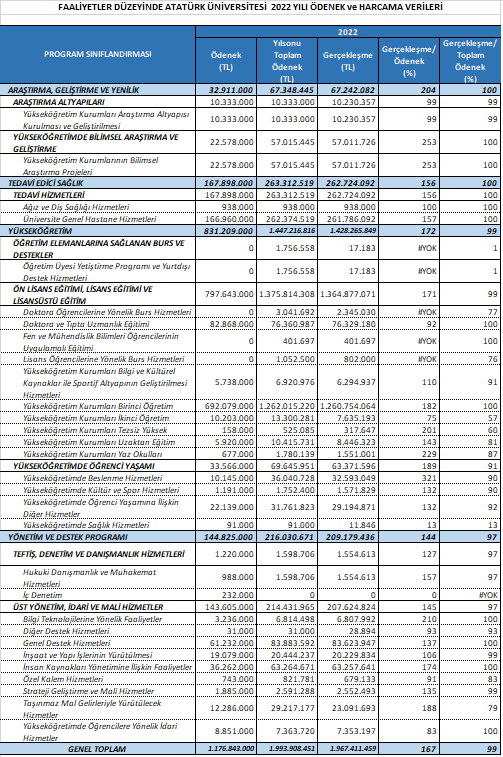 FAALİYETLER DÜZEYİNDE ATATÜRK ÜNİVERSİTESİ 2022 YILI ÖDENEK ve HARCAMA VERİLERİ
PROGRAM SINIFLANDIRMASI
2022
Ödenek (TL)
Yılsonu Toplam Ödenek (TL)
Gerçekleşme (TL)
Gerçekleşme/ Ödenek (%)
Gerçekleşme/ Toplam Ödenek (%)
ARAŞTIRMA, GELİŞTİRME VE YENİLİK 32.911.000 67.348.445 67.242.082 204 100
ARAŞTIRMA ALTYAPILARI 10.333.000 10.333.000 10.230.357 99 99
Yükseköğretim Kurumları Araştırma Altyapısı
Kurulması ve Geliştirilmesi 10.333.000 10.333.000 10.230.357 99 99
YÜKSEKÖĞRETİMDE BİLİMSEL ARAŞTIRMA VE
GELİŞTİRME 22.578.000 57.015.445 57.011.726 253 100
Yükseköğretim Kurumlarının Bilimsel
Araştırma Projeleri 22.578.000 57.015.445 57.011.726 253 100
TEDAVİ EDİCİ SAĞLIK 167.898.000 263.312.519 262.724.092 156 100
TEDAVİ HİZMETLERİ 167.898.000 263.312.519 262.724.092 156 100
Ağız ve Diş Sağlığı Hizmetleri 938.000 938.000 938.000 100 100
Üniversite Genel Hastane Hizmetleri 166.960.000 262.374.519 261.786.092 157 100
YÜKSEKÖĞRETİM 831.209.000 1.447.216.816 1.428.265.849 172 99
ÖĞRETİM ELEMANLARINA SAĞLANAN BURS VE
DESTEKLER 0 1.756.558 17.183 #YOK 1
Öğretim Üyesi Yetiştirme Programı ve Yurtdışı
Destek Hizmetleri 0 1.756.558 17.183 #YOK 1
ÖN LİSANS EĞİTİMİ, LİSANS EĞİTİMİ VE
LİSANSÜSTÜ EĞİTİM 797.643.000 1.375.814.308 1.364.877.071 171 99
Doktora Öğrencilerine Yönelik Burs Hizmetleri 0 3.041.692 2.345.030 #YOK 77
Doktora ve Tıpta Uzmanlık Eğitimi 82.868.000 76.360.987 76.329.180 92 100
Fen ve Mühendislik Bilimleri Öğrencilerinin
Uygulamalı Eğitimi 0 401.697 401.697 #YOK 100
Lisans Öğrencilerine Yönelik Burs Hizmetleri 0 1.052.500 802.000 #YOK 76
Yükseköğretim Kurumları Bilgi ve Kültürel
Kaynaklar ile Sportif Altyapının Geliştirilmesi
Hizmetleri 5.738.000 6.920.976 6.294.937 110 91
Yükseköğretim Kurumları Birinci Öğretim 692.079.000 1.262.015.220 1.260.754.064 182 100
Yükseköğretim Kurumları İkinci Öğretim 10.203.000 13.300.281 7.635.193 75 57
Yükseköğretim Kurumları Tezsiz Yüksek 158.000 525.085 317.647 201 60
Yükseköğretim Kurumları Uzaktan Eğitim 5.920.000 10.415.731 8.446.323 143 81
Yükseköğretim Kurumları Yaz Okulları 677.000 1.780.139 1.551.001 229 87
YÜKSEKÖĞRETİMDE ÖĞRENCİ YAŞAMI 33.566.000 69.645.951 63.371.596 189 91
Yükseköğretimde Beslenme Hizmetleri 10.145.000 36.040.728 32.593.049 321 90
Yükseköğretimde Kültür ve Spor Hizmetleri 1.191.000 1.752.400 1.571.829 132 90
Yükseköğretimde Öğrenci Yaşamına İlişkin
Diğer Hizmetler 22.139.000 31.761.823 29.194.871 132 92
Yükseköğretimde Sağlık Hizmetleri 91.000 91.000 11.846 13 13
YÖNETİM VE DESTEK PROGRAMI 144.825.000 216.030.671 209.179.436 144 97
TEFTİŞ, DENETİM VE DANIŞMANLIK HİZMETLERİ 1.220.000 1.598.706 1.554.613 127 97
Hukuki Danışmanlık ve Muhakemat
Hizmetleri 988.000 1.598.706 1.554.613 157 97
İç Denetim 232.000 0 0 0 #YOK
ÜST YÖNETİM, İDARİ VE MALİ HİZMETLER 143.605.000 214.431.965 207.624.824 145 97
Bilgi Teknolojilerine Yönelik Faaliyetler 3.236.000 6.814.498 6.807.992 210 100
Diğer Destek Hizmetleri 31.000 31.000 28.894 93 93
Genel Destek Hizmetleri 61.232.000 83.883.592 83.623.947 137 100
İnşaat ve Yapı İşlerinin Yürütülmesi 19.079.000 20.444.237 20.229.834 106 99
İnsan Kaynakları Yönetimine İlişkin Faaliyetler 36.262.000 63.264.671 63.257.641 174 100
Özel Kalem Hizmetleri 743.000 821.781 679.133 91 83
Strateji Geliştirme ve Mali Hizmetler 1.885.000 2.591.288 2.552.493 135 99
Taşınmaz Mal Gelirleriyle Yürütülecek
Hizmetler 12.286.000 29.217.177 23.091.693 188 79
Yükseköğretimde Öğrencilere Yönelik İdari
Hizmetler 8.851.000 7.363.720 7.353.197 83 100
GENEL TOPLAM 1.176.843.000 1.993.908.451 1.967.411.459 167 99